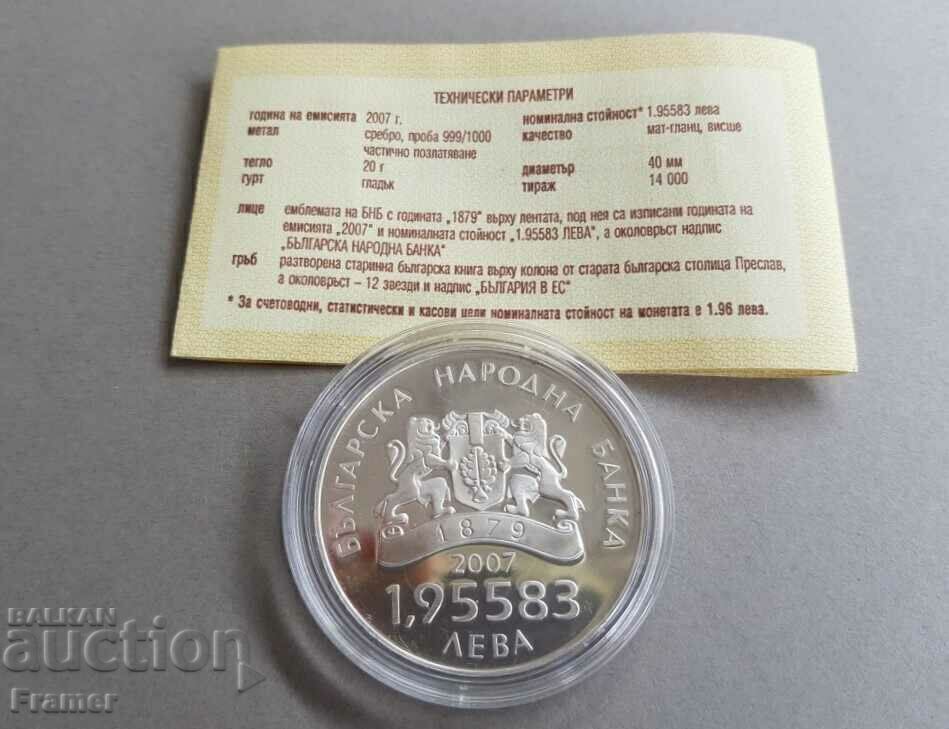 ТЕХНИЧЕСКИ ПАРАМЕТРИ
година на емисията 2007 г. номинална стойност* 1.95583 лева
метал сребро, проба 999/1000 качество мат-гланц, висше
частично позлатяване
тегло 20 г диаметър 40 мм
гурт гладък тираж 14 000
лице емблемата на БНБ с годината „1879" върху лентата, под нея са изписани годината на
емисията „2007" и номиналната стойност „1.95583 ЛЕВА", а околовръст надпис
„БЪЛГАРСКА НАРОДНА БАНКА"
гръб разтворена старинна българска книга върху колона от старата българска столица Преслав,
а околовръст – 12 звезди и надпис „БЪЛГАРИЯ В ЕС"
* За счетоводни, статистически и касови цели номиналната стойност на монетата е 1.96 лева.
БЪЛГАРСКА НАРОДНА БАНКА
1879
2007
1,95583
ЛЕВА
BALKAN
auction
Framer